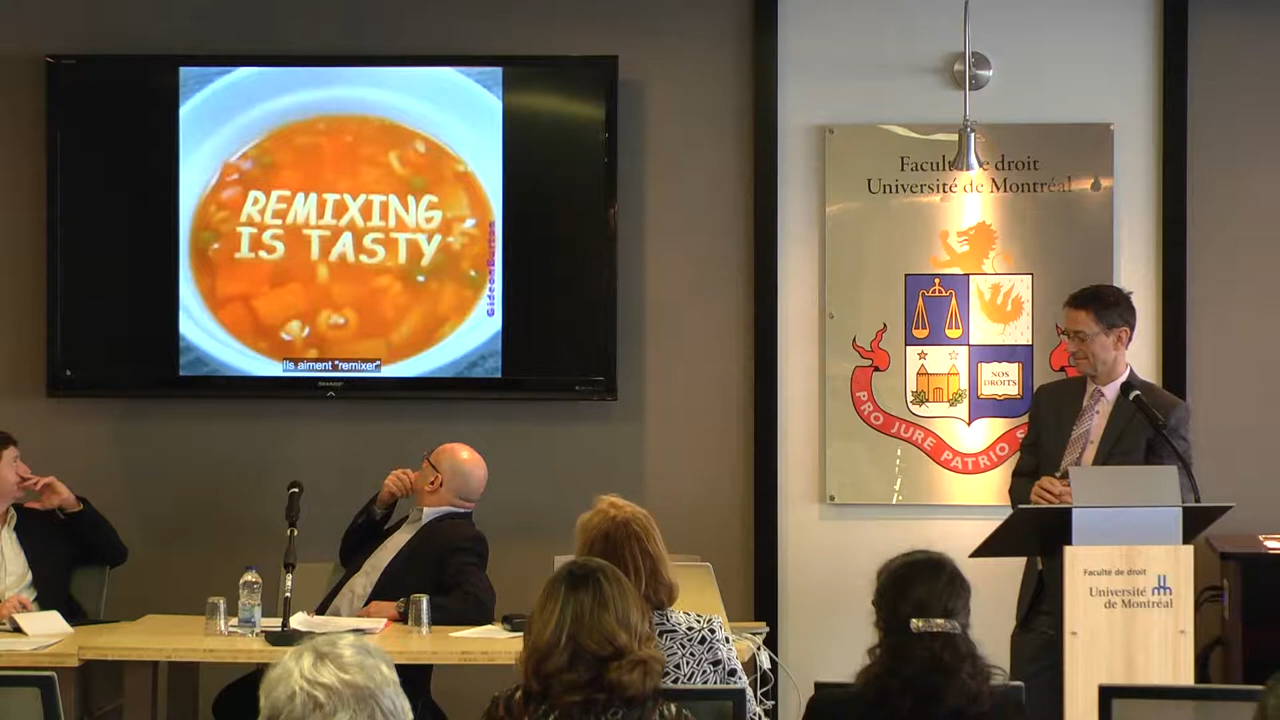 REMIXING
IS TASTY
GideonBurton
Ils aiment "remixer"
SHARP
Faculté de droit
Université de Montréal
NOS
DROITS
PRO JURE PATRIO
Faculté de droit
Université
de Montréal